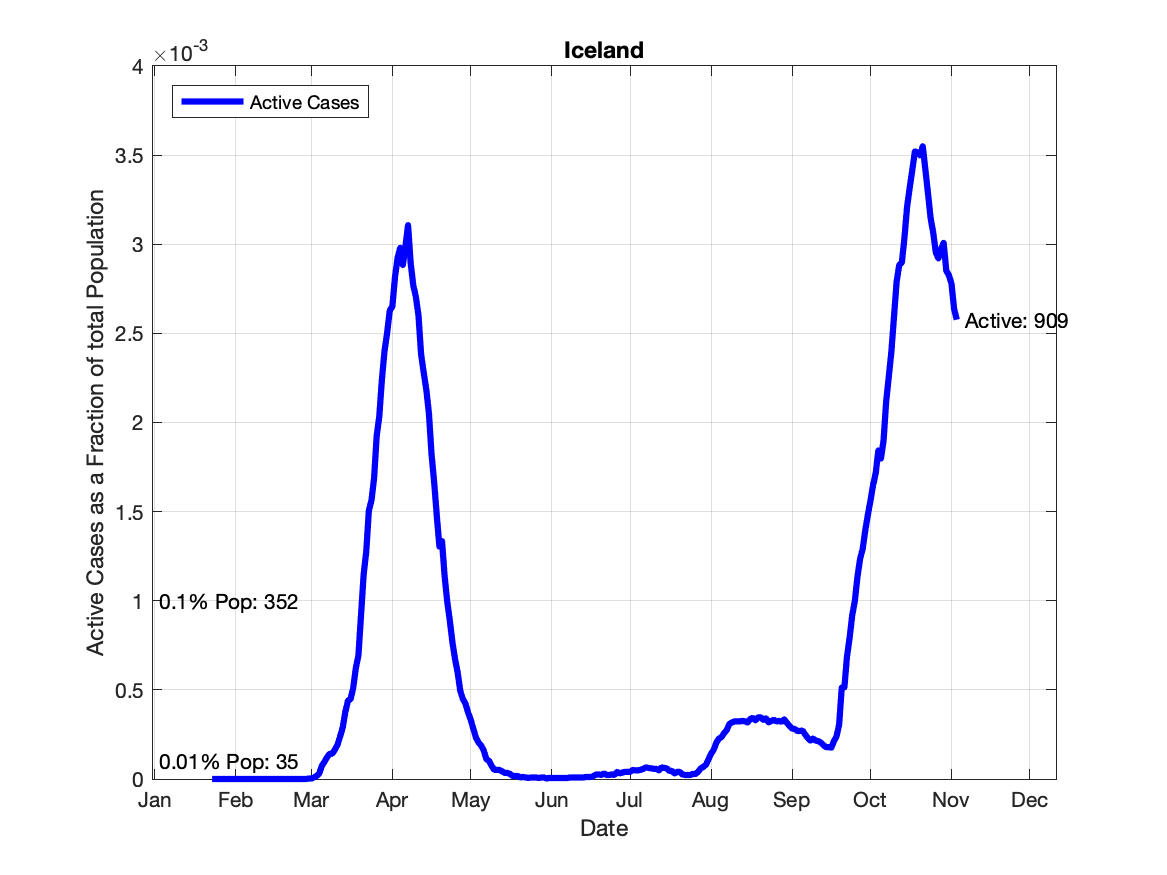 Iceland
×10-3
Active Cases
4
3.5
3
2.5
2
1.5
1
0.5
0
Active Cases as a Fraction of total Population
Active: 909
0.1% Pop: 352
0.01% Pop: 35
Jan Feb Mar Apr May Jun Jul Aug Sep Oct Nov Dec
Date